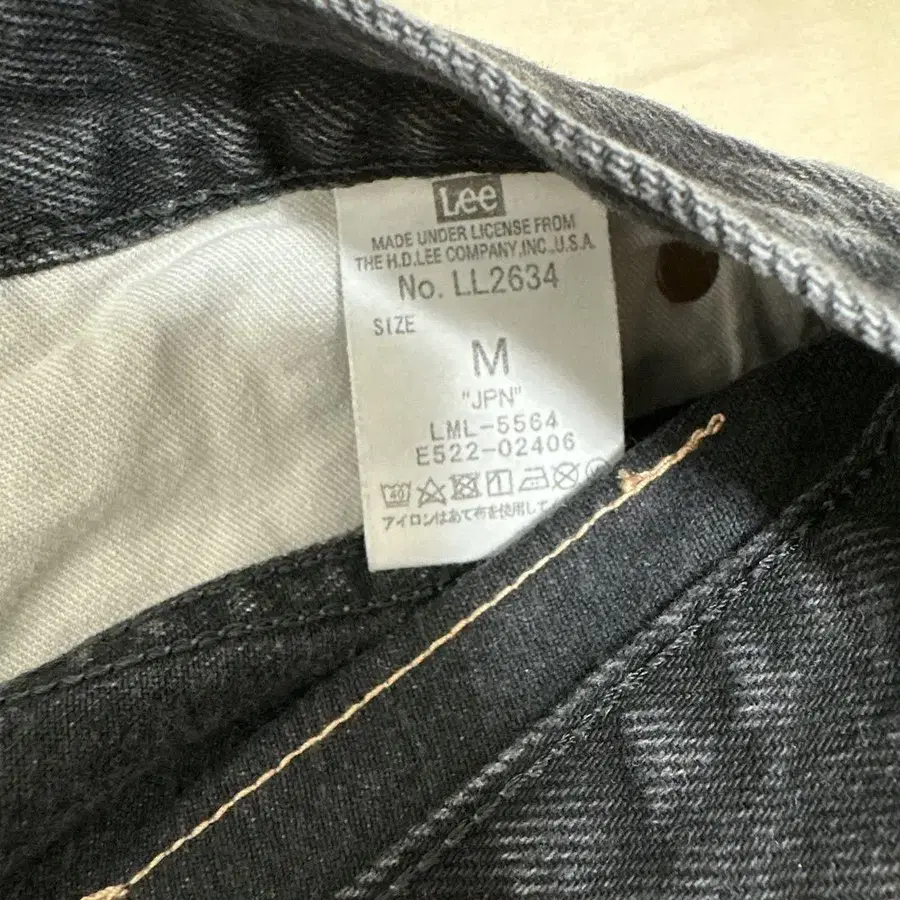 Lee
MADE UNDER LICENSE FROM
THE H.D.LEE COMPANY,INC.,U.S.A.
No. LL2634
SIZE
M
"JPN"
LML-5564
E522-02406
40
アイロンはあて布を使用して